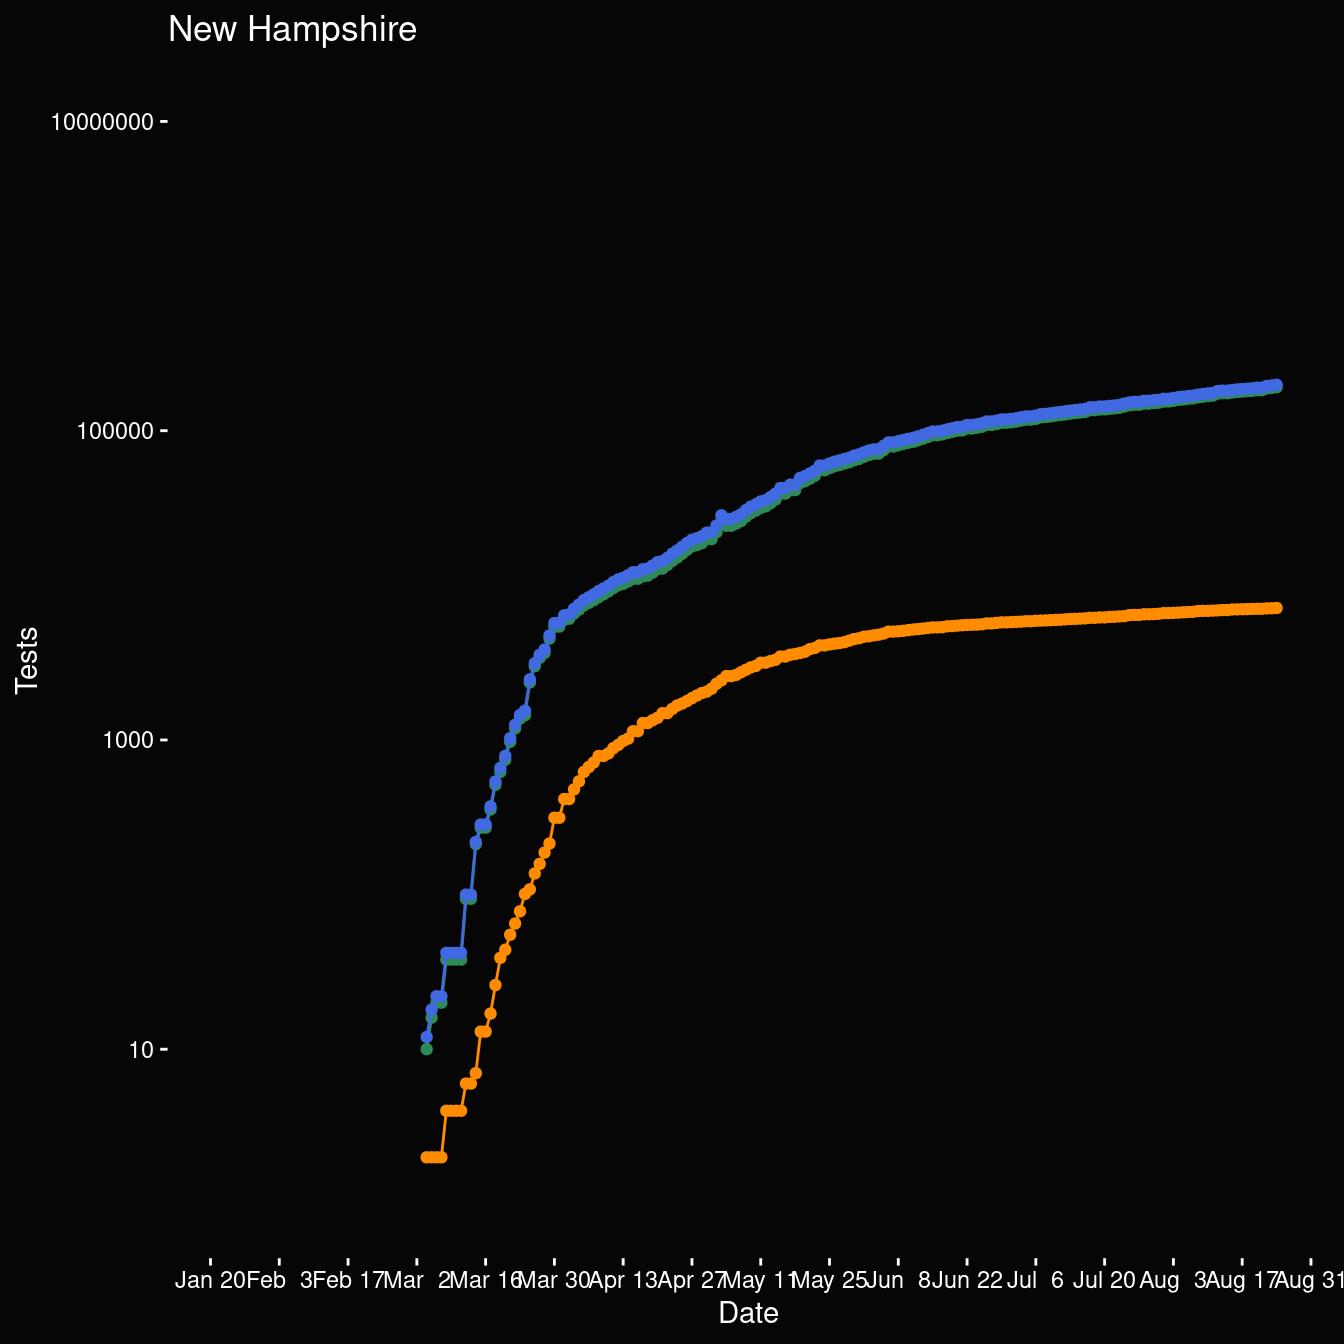 New Hampshire
10000000
100000
1000
10
Tests
Jan 20 Feb  3 Feb 17 Mar  2 Mar 16 Mar 30 Apr 13 Apr 27 May 11 May 25 Jun  8 Jun 22 Jul  6 Jul 20 Aug  3 Aug 17 Aug 31
Date